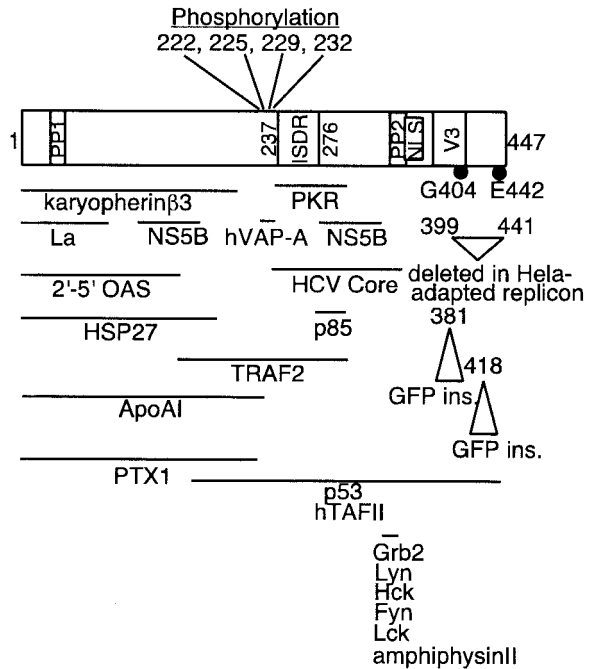 Phosphorylation
222, 225, 229, 232
1 PP1 237 ISDR 276 PP2 NLS V3 447
G404 E442
karyopherinβ3 PKR
La NS5B hVAP-A NS5B 399 441
2'-5' OAS HCV Core deleted in Hela-
adapted replicon
HSP27 p85 381
TRAF2 418
ApoAI GFP ins.
GFP ins.
PTX1
p53
hTAFII
Grb2
Lyn
Hck
Fyn
Lck
amphiphysinII